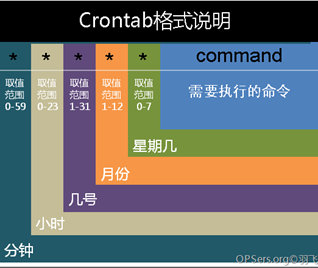 Crontab格式说明
* * * * * command
取值 取值 取值 取值 取值 需要执行的命令
范围 范围 范围 范围 范围
0-59 0-23 1-31 1-12 0-7
星期几
月份
几号
小时
分钟
OPSers.org©羽飞